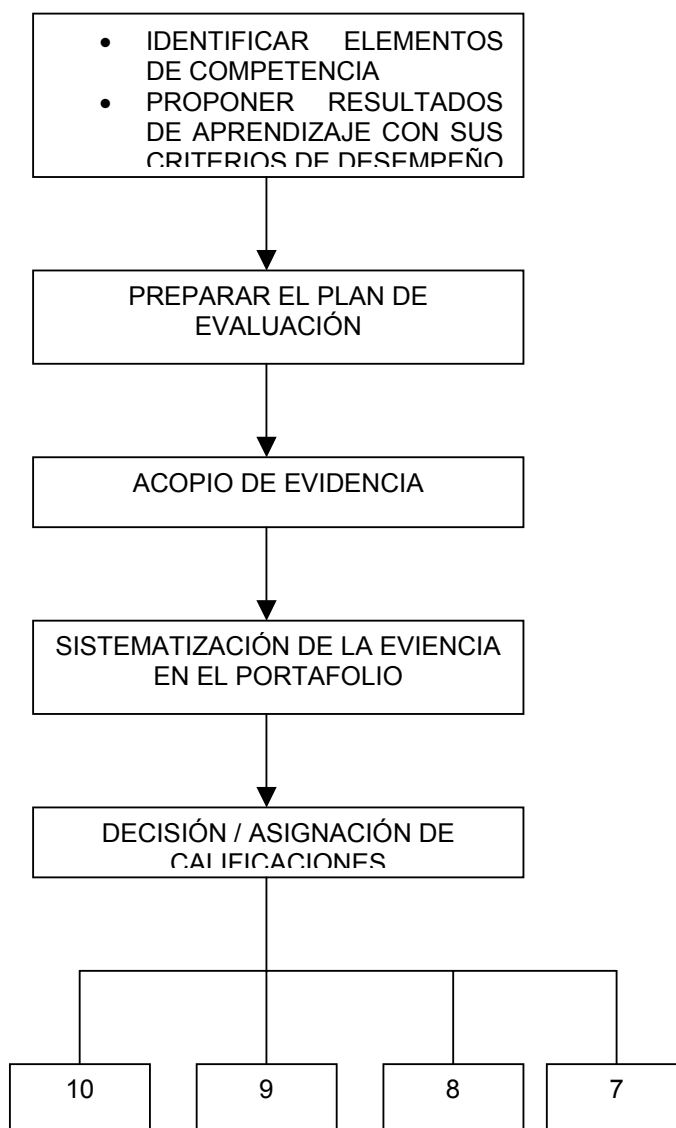 • IDENTIFICAR ELEMENTOS
DE COMPETENCIA
• PROPONER RESULTADOS
DE APRENDIZAJE CON SUS
CRITERIOS DE DESEMPEÑO
PREPARAR EL PLAN DE
EVALUACIÓN
ACOPIO DE EVIDENCIA
SISTEMATIZACIÓN DE LA EVIENCIA
EN EL PORTAFOLIO
DECISIÓN / ASIGNACIÓN DE
CALIFICACIONES
10 9 8 7